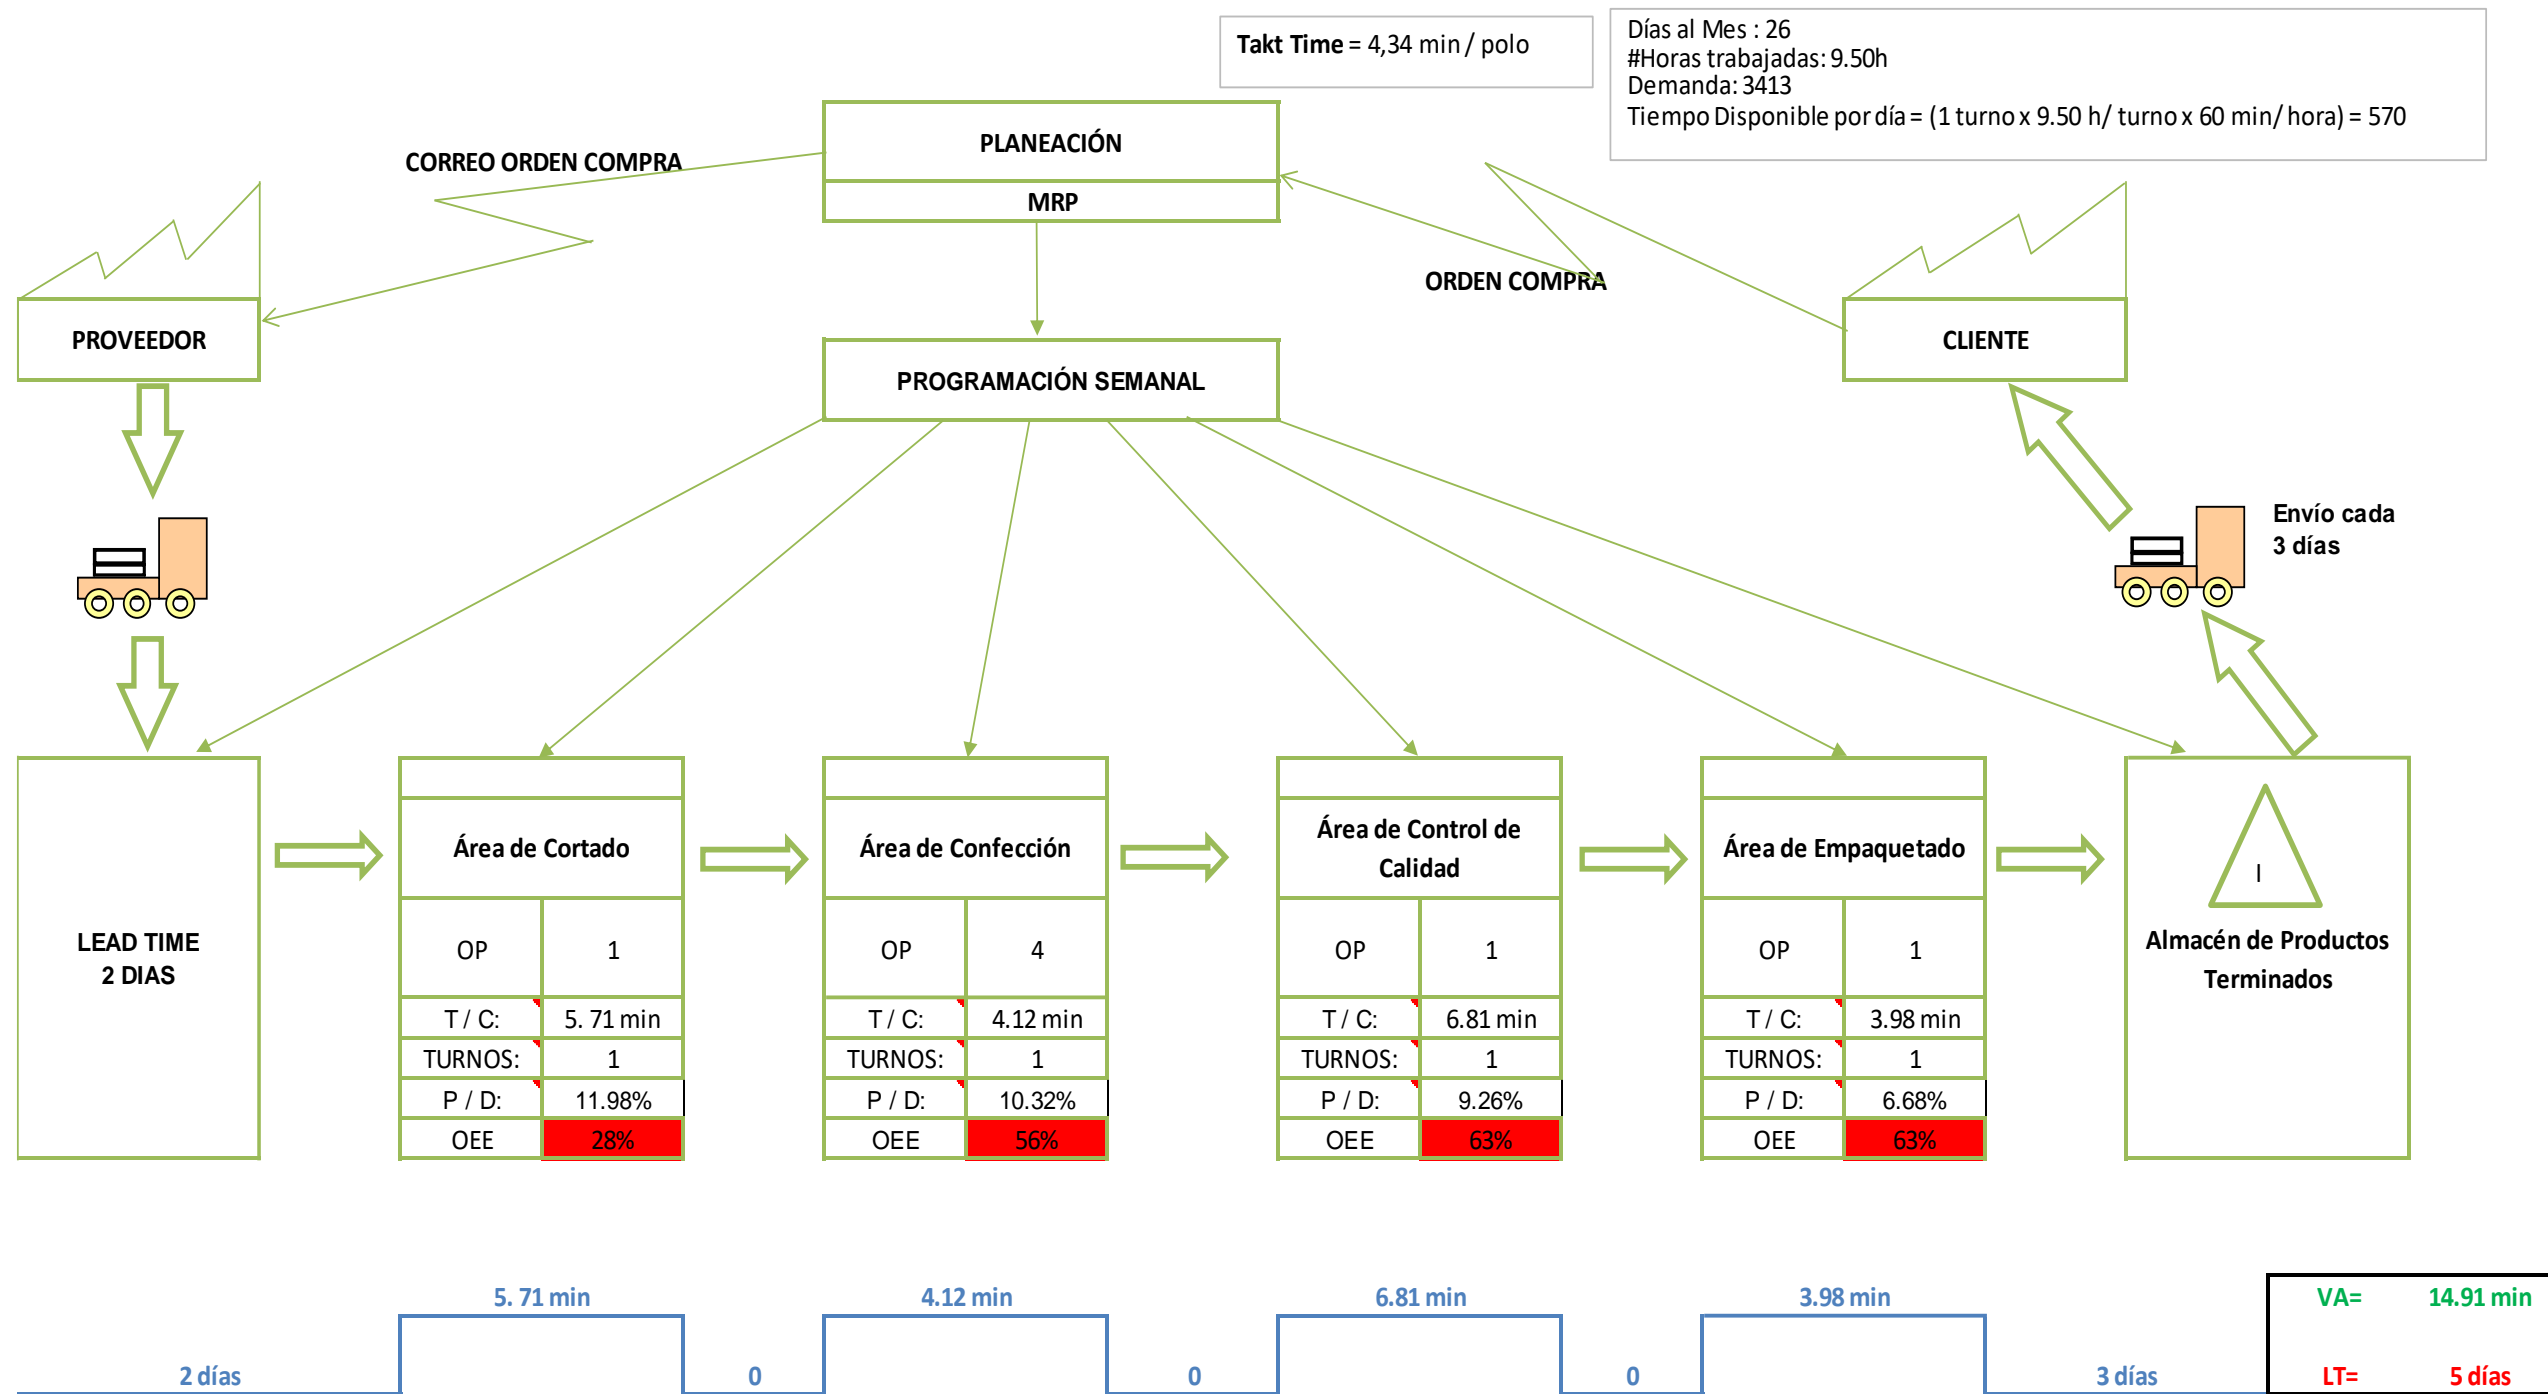 Takt Time = 4,34 min / polo
Días al Mes : 26
#Horas trabajadas: 9.50h
Demanda: 3413
Tiempo Disponible por día = (1 turno x 9.50 h/ turno x 60 min/ hora) = 570
PLANEACIÓN
MRP
CORREO ORDEN COMPRA
ORDEN COMPRA
PROVEEDOR
CLIENTE
PROGRAMACIÓN SEMANAL
Envío cada
3 días
LEAD TIME
2 DIAS
Área de Cortado
OP 1
T / C: 5. 71 min
TURNOS: 1
P / D: 11.98%
OEE 28%
Área de Confección
OP 4
T / C: 4.12 min
TURNOS: 1
P / D: 10.32%
OEE 56%
Área de Control de
Calidad
OP 1
T / C: 6.81 min
TURNOS: 1
P / D: 9.26%
OEE 63%
Área de Empaquetado
OP 1
T / C: 3.98 min
TURNOS: 1
P / D: 6.68%
OEE 63%
I
Almacén de Productos
Terminados
5. 71 min 4.12 min 6.81 min 3.98 min
2 días 0 0 0 3 días
VA= 14.91 min
LT= 5 días